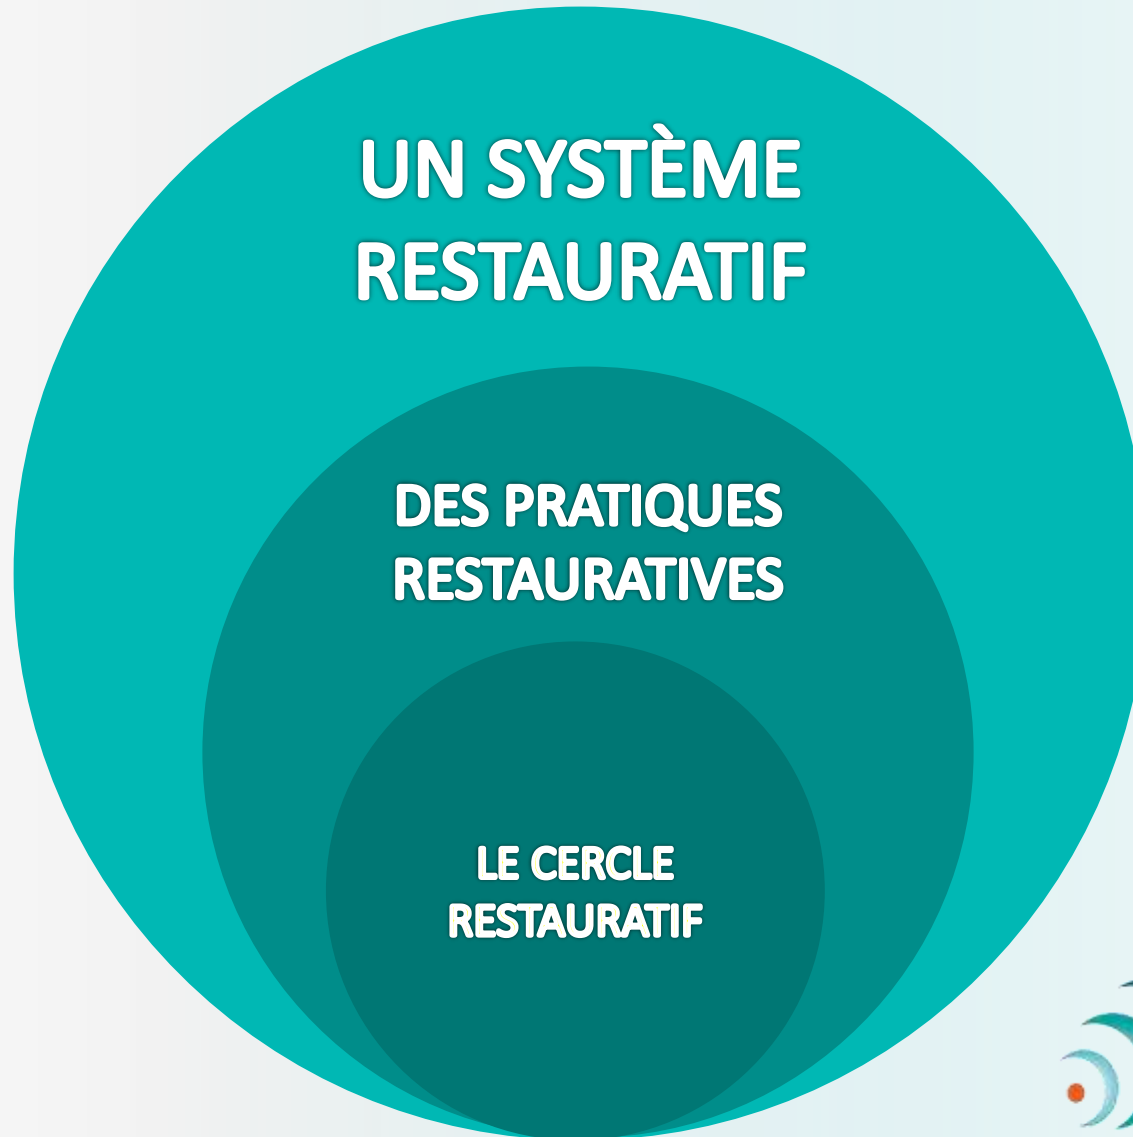 UN SYSTÈME
RESTAURATIF
DES PRATIQUES
RESTAURATIVES
LE CERCLE
RESTAURATIF